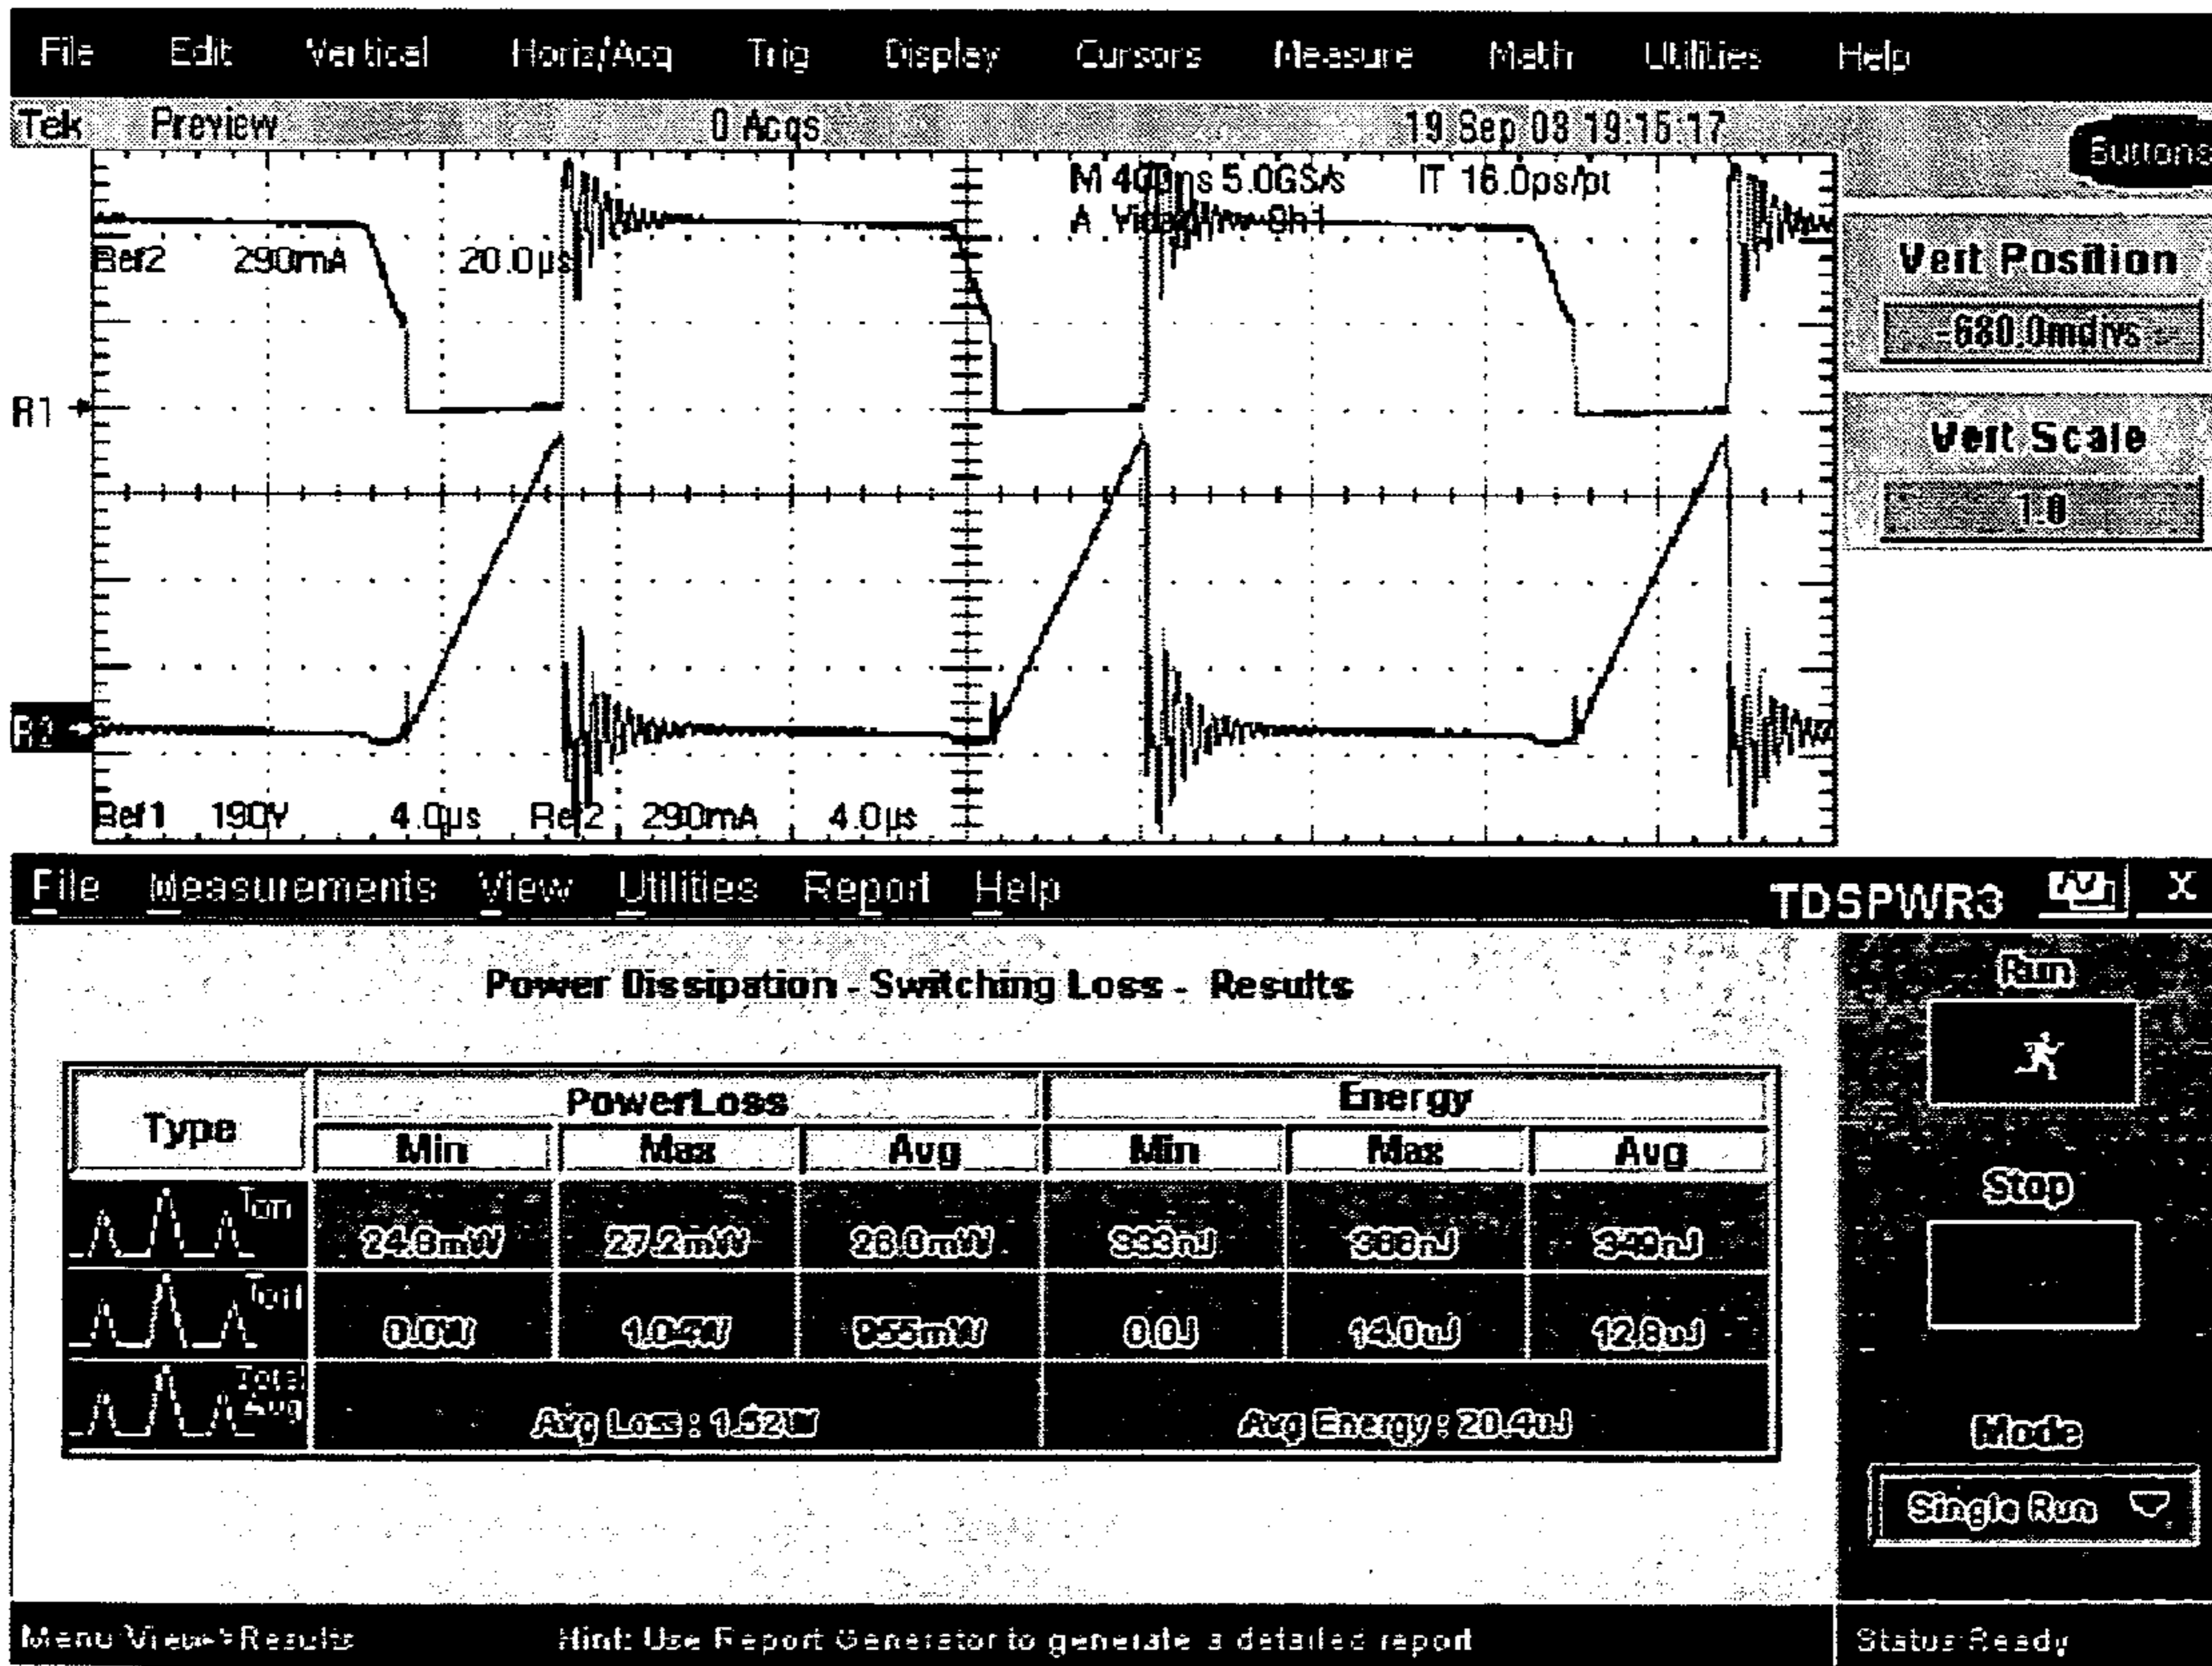 File Edit Vertical Horiz/Acq Trig Display Cursors Measure Math Utilities Help
Tek Preview 0 Acqs 19 Sep 03 19:15:17
Buttons
M 400ns 5.0GS/s IT 16.0ps/pt
A Ch1
Ref2 290mA 20.0µs
Vert Position
-680.0mdivs
R1
Vert Scale
1.0
R2
Ref1 190V 4.0µs Ref2 290mA 4.0µs
File Measurements View Utilities Report Help
TDSPWR3 X
Power Dissipation - Switching Loss - Results
Run
Type PowerLoss Energy
Min Max Avg Min Max Avg
Ton 24.8mW 27.2mW 26.0mW 333nJ 349nJ
Stop
Toff 0.0W 1.04W 955mW 0.0J 14.0uJ 12.8uJ
Total Avg Avg Loss : 1.52W Avg Energy : 20.4uJ
Mode
Single Run
Menu View->Results Hint: Use Report Generator to generate a detailed report Status:Ready